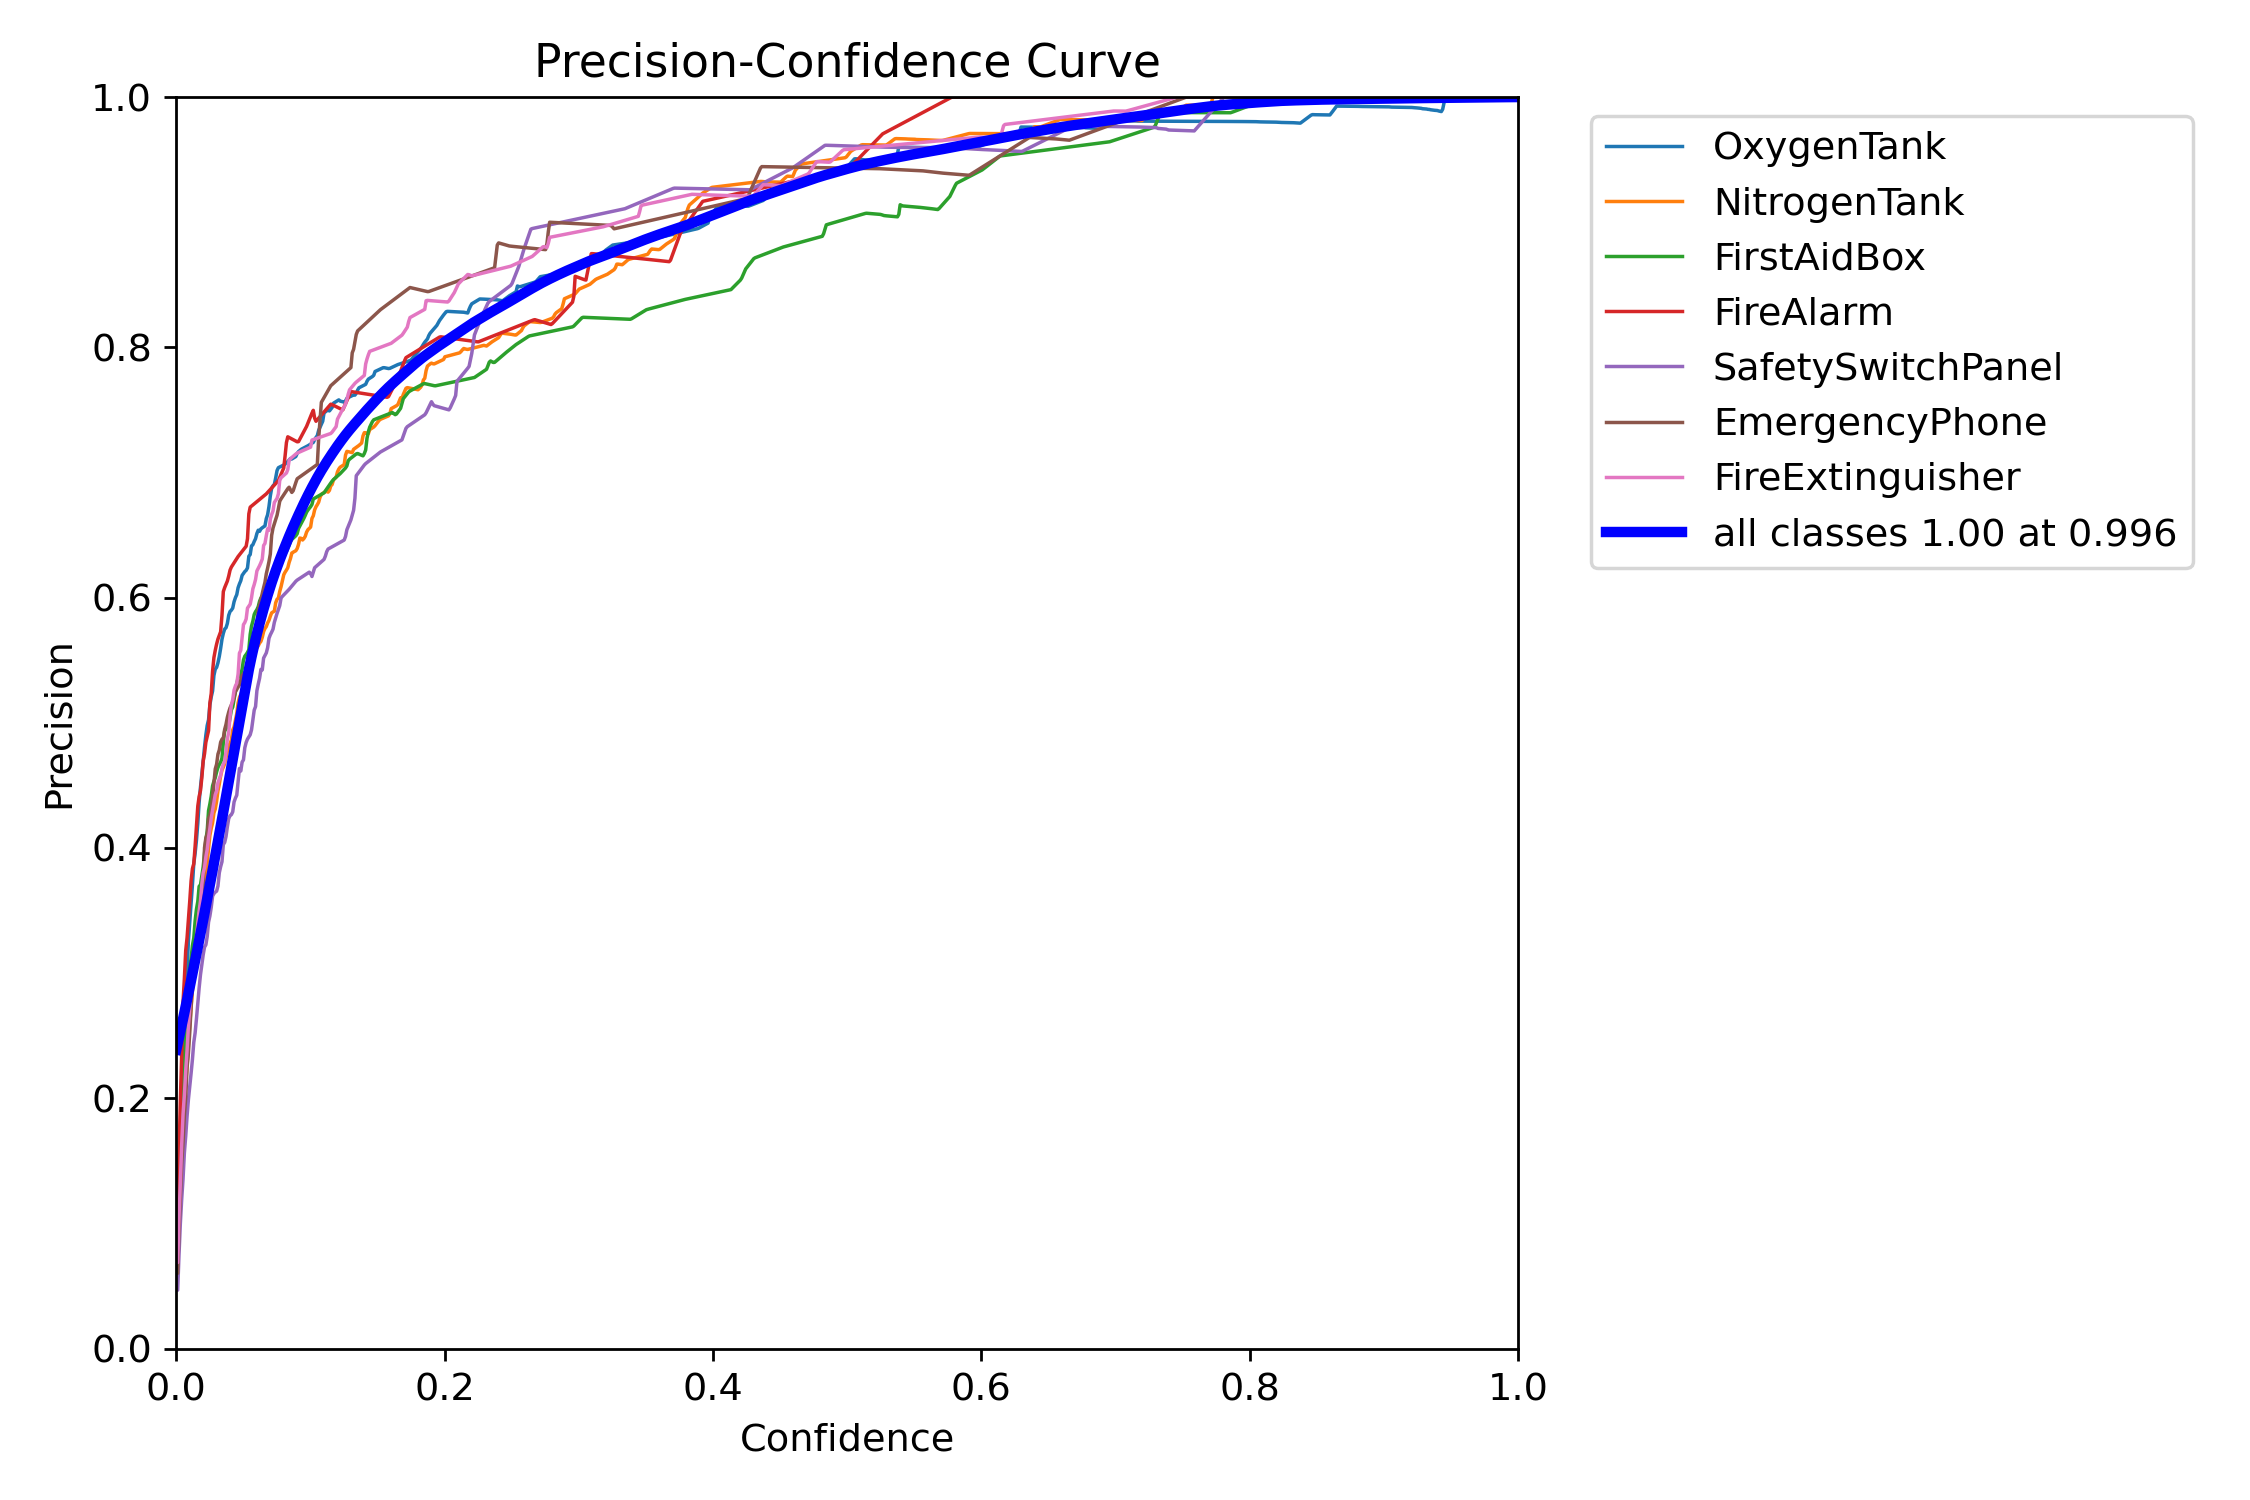 Precision-Confidence Curve
1.0
0.8
0.6
0.4
0.2
0.0
Precision
0.0 0.2 0.4 0.6 0.8 1.0
Confidence
OxygenTank
NitrogenTank
FirstAidBox
FireAlarm
SafetySwitchPanel
EmergencyPhone
FireExtinguisher
all classes 1.00 at 0.996